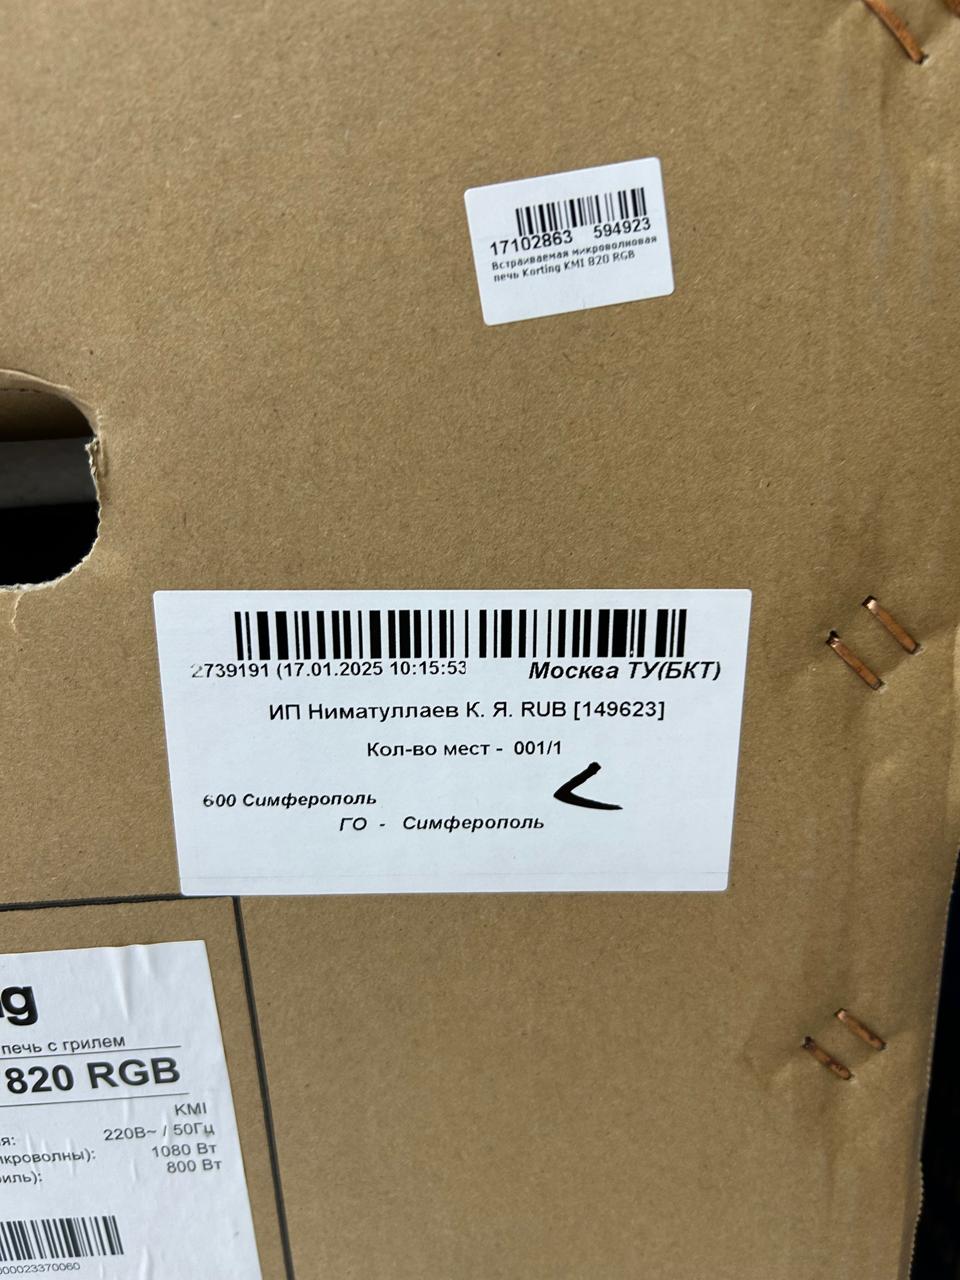 17102863 594923
Встраиваемая микроволновая
печь Korting KMI 820 RGB
2739191 (17.01.2025 10:15:53
Москва ТУ(БКТ)
ИП Ниматуллаев К. Я. RUB [149623]
Кол-во мест - 001/1
600 Симферополь
ГО - Симферополь
печь с грилем
820 RGB
KMI
220В~ / 50Гц
1080 Вт
800 Вт
000023370060